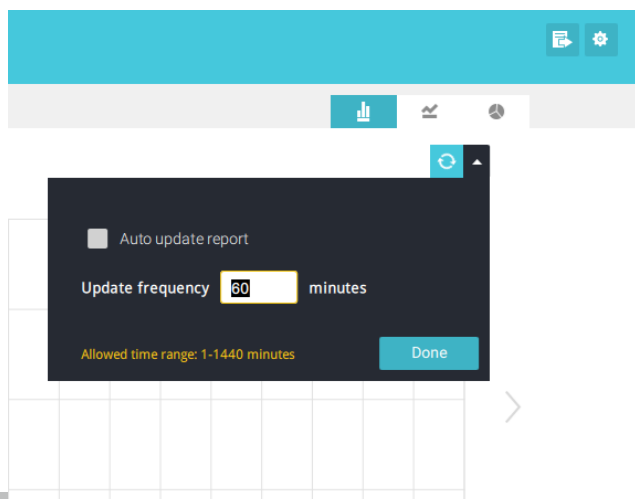 Auto update report
Update frequency 60 minutes
Allowed time range: 1-1440 minutes
Done